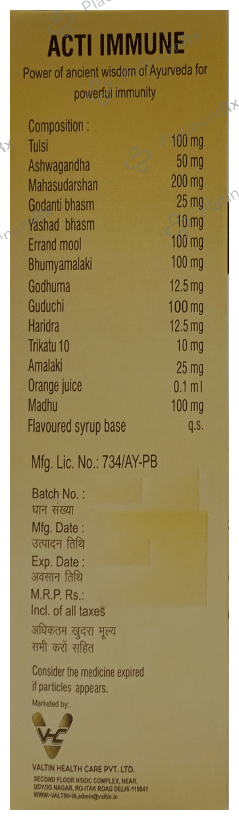 ACTI IMMUNE
Power of ancient wisdom of Ayurveda for
powerful immunity
Composition :
Tulsi 100 mg
Ashwagandha 50 mg
Mahasudarshan 200 mg
Godanti bhasm 25 mg
Yashad bhasm 10 mg
Errand mool 100 mg
Bhumyamalaki 100 mg
Godhuma 12.5 mg
Guduchi 100 mg
Haridra 12.5 mg
Trikatu 10 10 mg
Amalaki 25 mg
Orange juice 0.1 ml
Madhu 100 mg
Flavoured syrup base q.s.
Mfg. Lic. No.: 734/AY-PB
Batch No. :
घान संख्या
Mfg. Date :
उत्पादन तिथि
Exp. Date :
अवसान तिथि
M.R.P. Rs.:
Incl. of all taxes
अधिकतम खुदरा मूल्य
सभी करों सहित
Consider the medicine expired
if particles appears.
Marketed by:
VHC
VALTIN HEALTH CARE PVT. LTD.
SECOND FLOOR NSIDC COMPLEX, NEAR,
UDYOG NAGAR, RO-ITAK ROAD DELHI-110041